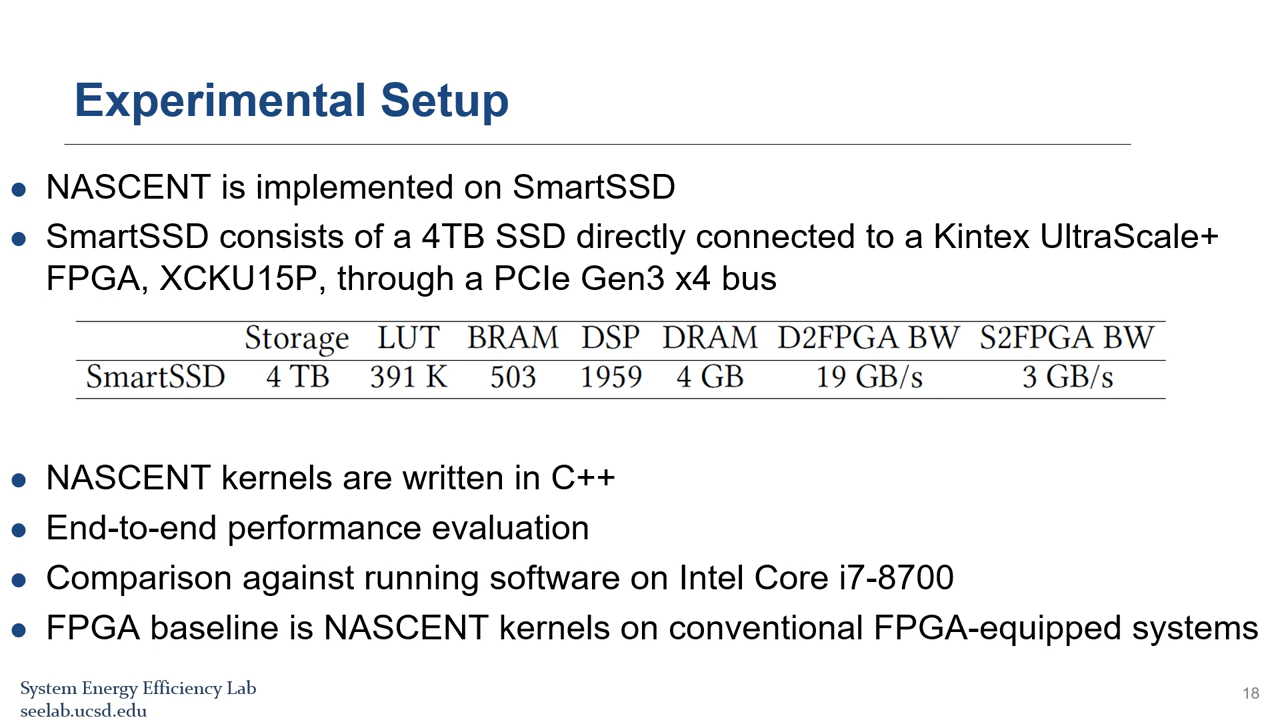 Experimental Setup
● NASCENT is implemented on SmartSSD
● SmartSSD consists of a 4TB SSD directly connected to a Kintex UltraScale+
FPGA, XCKU15P, through a PCIe Gen3 x4 bus
Storage LUT BRAM DSP DRAM D2FPGA BW S2FPGA BW
SmartSSD 4 TB 391 K 503 1959 4 GB 19 GB/s 3 GB/s
● NASCENT kernels are written in C++
● End-to-end performance evaluation
● Comparison against running software on Intel Core i7-8700
● FPGA baseline is NASCENT kernels on conventional FPGA-equipped systems
System Energy Efficiency Lab
seelab.ucsd.edu
18